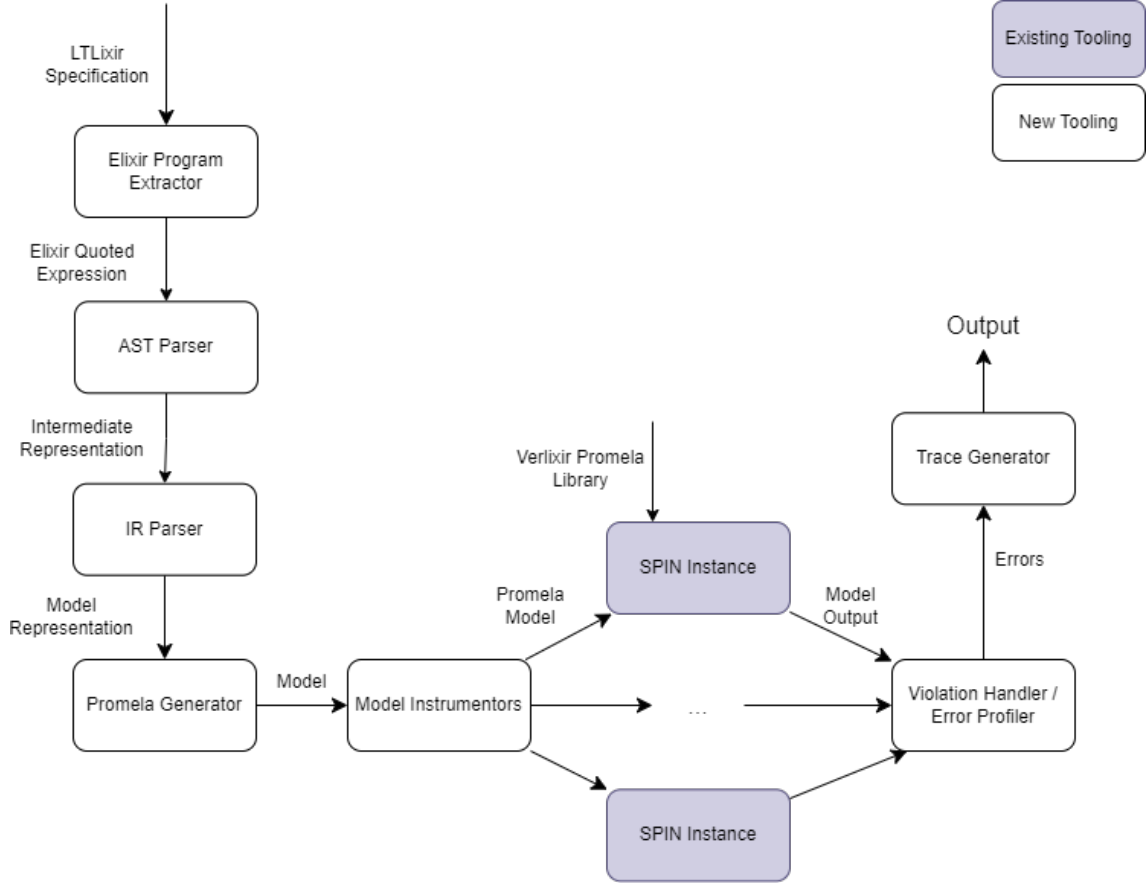 LTLixir
Specification
Existing Tooling
New Tooling
Elixir Program
Extractor
Elixir Quoted
Expression
AST Parser
Intermediate
Representation
IR Parser
Model
Representation
Promela Generator
Model
Model Instrumentors
Promela
Model
Verlixir Promela
Library
SPIN Instance
...
SPIN Instance
Model
Output
Violation Handler /
Error Profiler
Errors
Trace Generator
Output